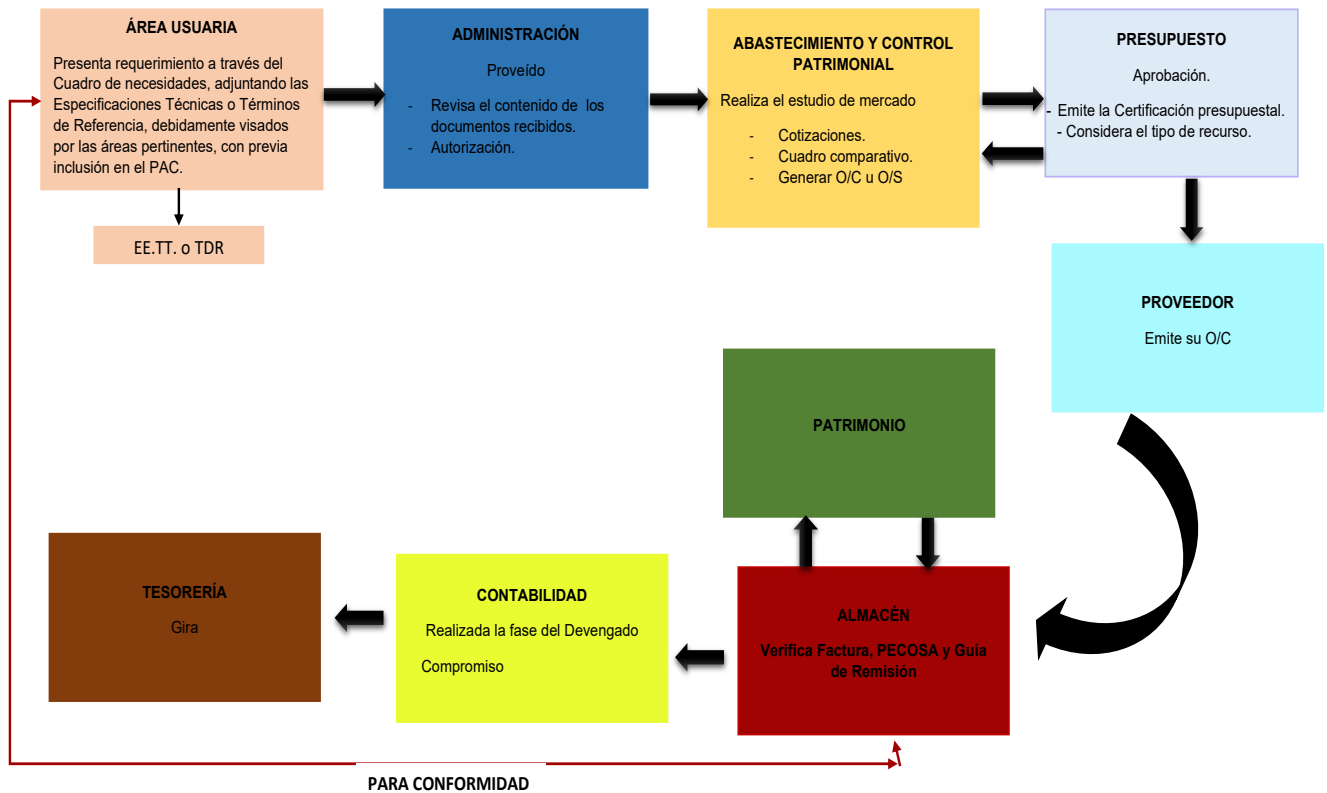 ÁREA USUARIA
Presenta requerimiento a través del
Cuadro de necesidades, adjuntando las
Especificaciones Técnicas o Términos
de Referencia, debidamente visados
por las áreas pertinentes, con previa
inclusión en el PAC.
EE.TT. o TDR
ADMINISTRACIÓN
Proveído
- Revisa el contenido de los
documentos recibidos.
- Autorización.
ABASTECIMIENTO Y CONTROL
PATRIMONIAL
Realiza el estudio de mercado
- Cotizaciones.
- Cuadro comparativo.
- Generar O/C u O/S
PRESUPUESTO
Aprobación.
- Emite la Certificación presupuestal.
- Considera el tipo de recurso.
PROVEEDOR
Emite su O/C
PATRIMONIO
ALMACÉN
Verifica Factura, PECOSA y Guía
de Remisión
CONTABILIDAD
Realizada la fase del Devengado
Compromiso
TESORERÍA
Gira
PARA CONFORMIDAD